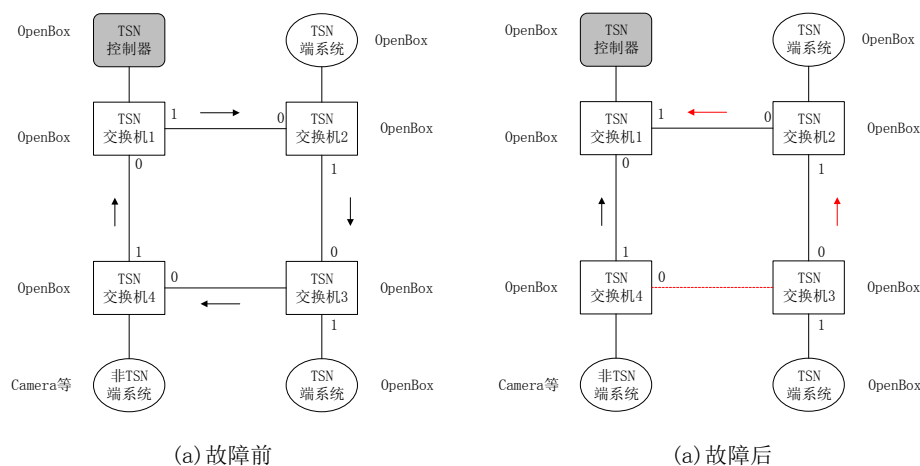 OpenBox
TSN
控制器
TSN
端系统
OpenBox
OpenBox
TSN
交换机1
1
0
0
TSN
交换机2
1
OpenBox
OpenBox
1
TSN
交换机4
0
0
TSN
交换机3
1
OpenBox
Camera等
非TSN
端系统
TSN
端系统
OpenBox
(a)故障前
OpenBox
TSN
控制器
TSN
端系统
OpenBox
OpenBox
TSN
交换机1
1
0
0
TSN
交换机2
1
OpenBox
OpenBox
1
TSN
交换机4
0
0
TSN
交换机3
1
OpenBox
Camera等
非TSN
端系统
TSN
端系统
OpenBox
(a)故障后